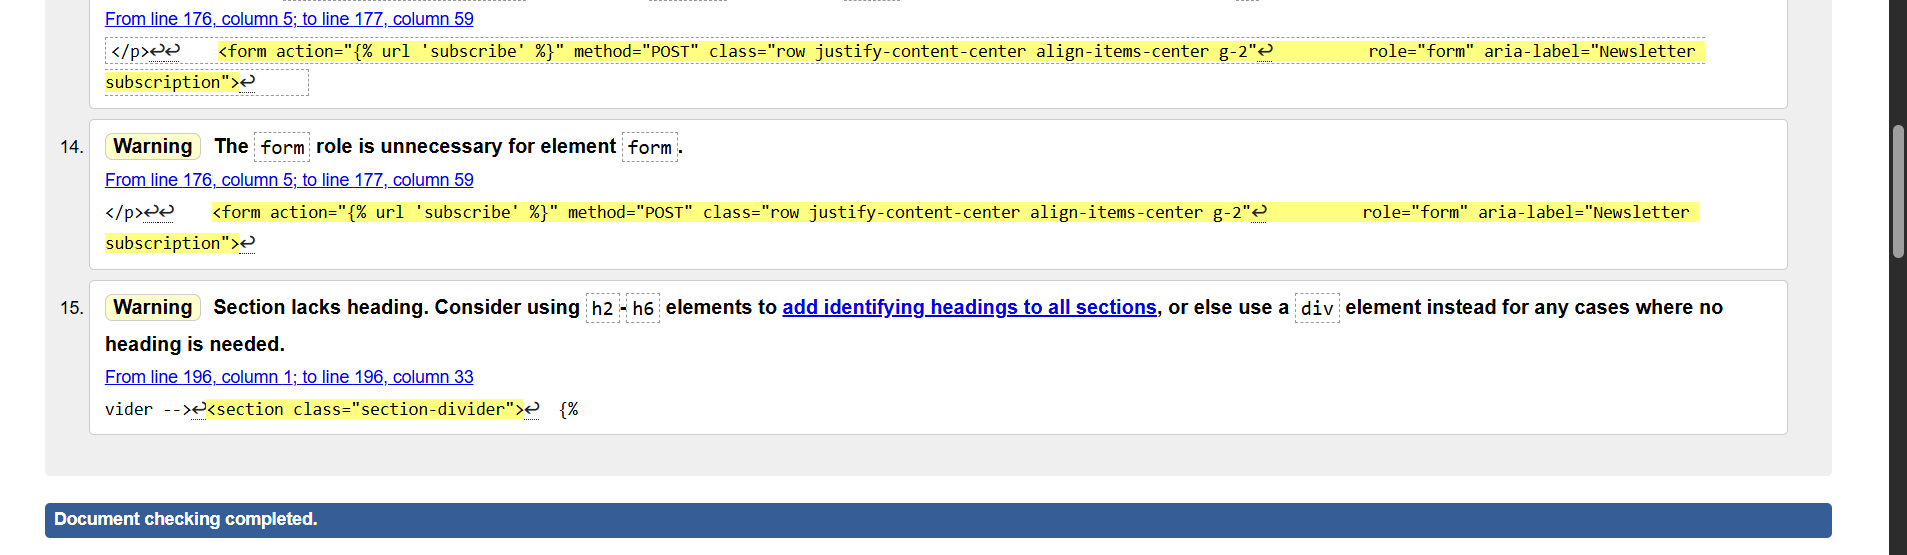 From line 176, column 5; to line 177, column 59
</p>↩↩    <form action="{% url 'subscribe' %}" method="POST" class="row justify-content-center align-items-center g-2"↩          role="form" aria-label="Newsletter
subscription">↩
14. Warning The form role is unnecessary for element form.
From line 176, column 5; to line 177, column 59
</p>↩↩    <form action="{% url 'subscribe' %}" method="POST" class="row justify-content-center align-items-center g-2"↩          role="form" aria-label="Newsletter
subscription">↩
15. Warning Section lacks heading. Consider using h2-h6 elements to add identifying headings to all sections, or else use a div element instead for any cases where no
heading is needed.
From line 196, column 1; to line 196, column 33
vider -->↩<section class="section-divider">↩  {%
Document checking completed.